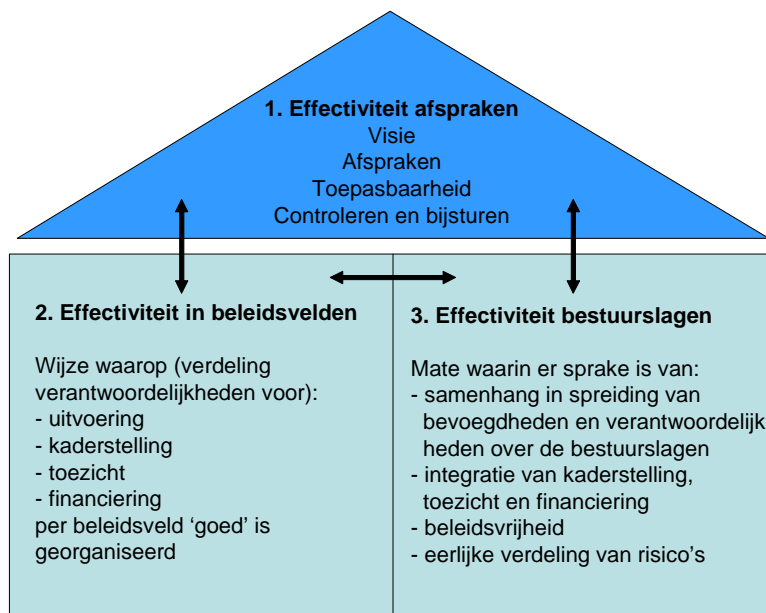 1. Effectiviteit afspraken
Visie
Afspraken
Toepasbaarheid
Controleren en bijsturen
2. Effectiviteit in beleidsvelden
Wijze waarop (verdeling
verantwoordelijkheden voor):
- uitvoering
- kaderstelling
- toezicht
- financiering
per beleidsveld ‘goed’ is
georganiseerd
3. Effectiviteit bestuurslagen
Mate waarin er sprake is van:
- samenhang in spreiding van
bevoegdheden en verantwoordelijk
heden over de bestuurslagen
- integratie van kaderstelling,
toezicht en financiering
- beleidsvrijheid
- eerlijke verdeling van risico’s